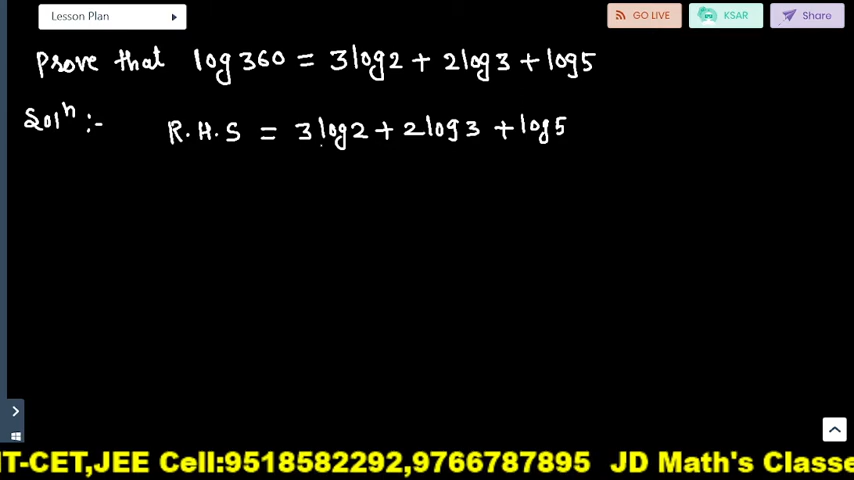 Lesson Plan
GO LIVE
KSAR
Share
Prove that log 360 = 3log2 + 2log3 + log5
Solⁿ :-
R.H.S = 3log2 + 2log3 + log5
IT-CET,JEE Cell:9518582292,9766787895 JD Math's Classe